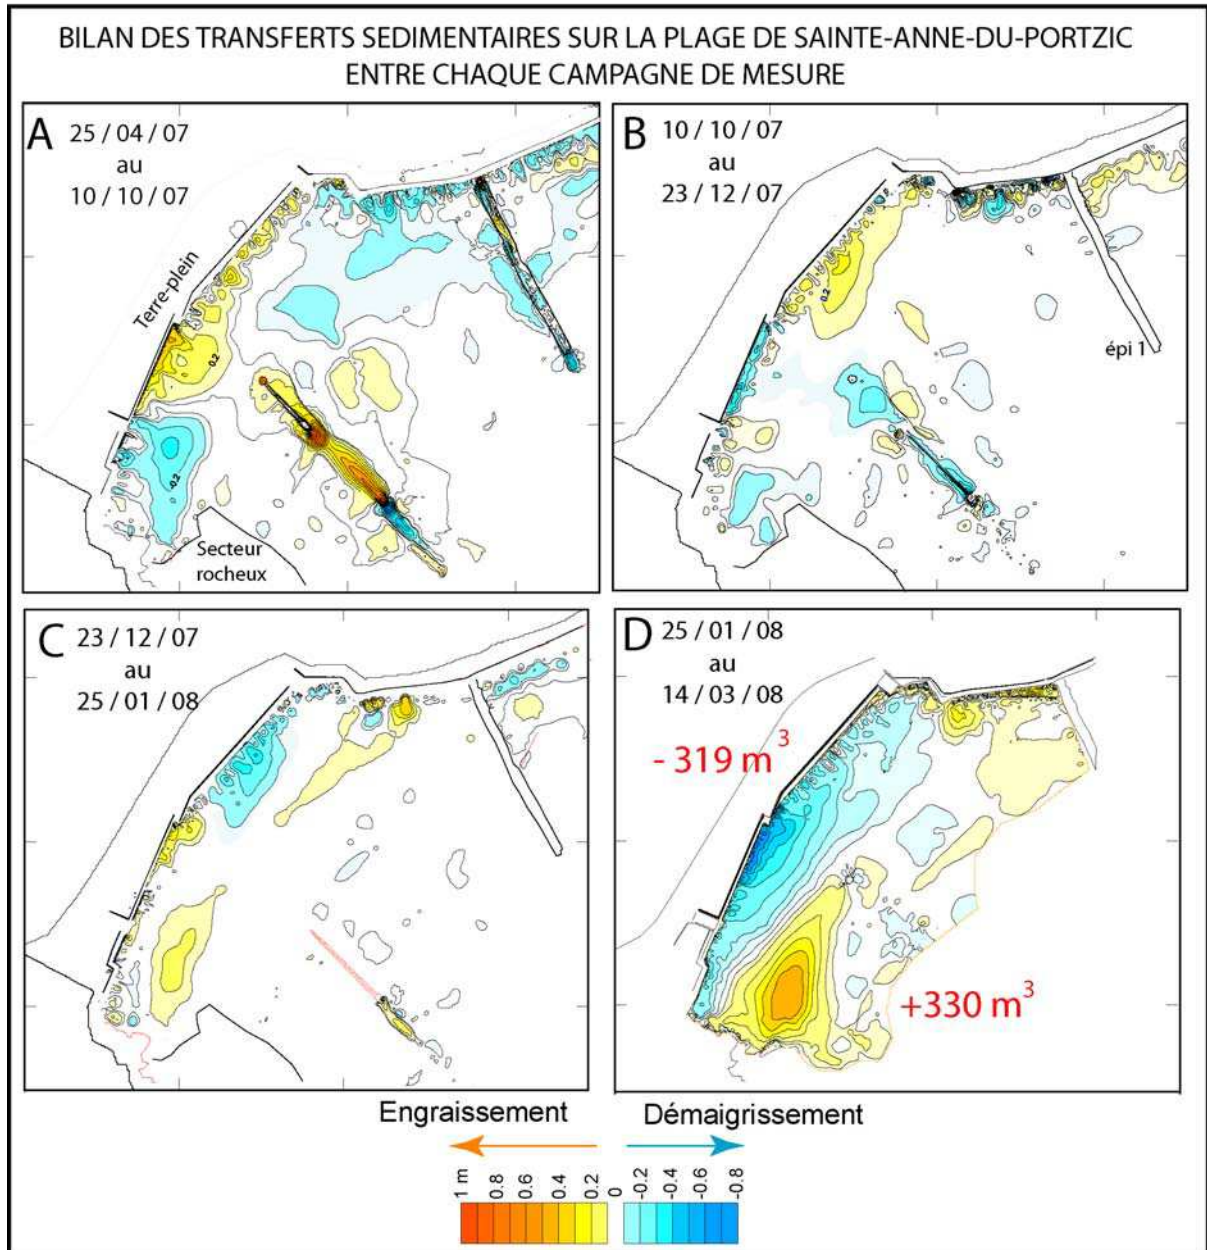 BILAN DES TRANSFERTS SEDIMENTAIRES SUR LA PLAGE DE SAINTE-ANNE-DU-PORTZIC
ENTRE CHAQUE CAMPAGNE DE MESURE
A
25 / 04 / 07
au
10 / 10 / 07
Terre-plein
0.2
-0.2
Secteur
rocheux
B
10 / 10 / 07
au
23 / 12 / 07
0.2
épi 1
C
23 / 12 / 07
au
25 / 01 / 08
D
25 / 01 / 08
au
14 / 03 / 08
- 319 m³
+330 m³
Engraissement
Démaigrissement
1 m
0.8
0.6
0.4
0.2
0
-0.2
-0.4
-0.6
-0.8